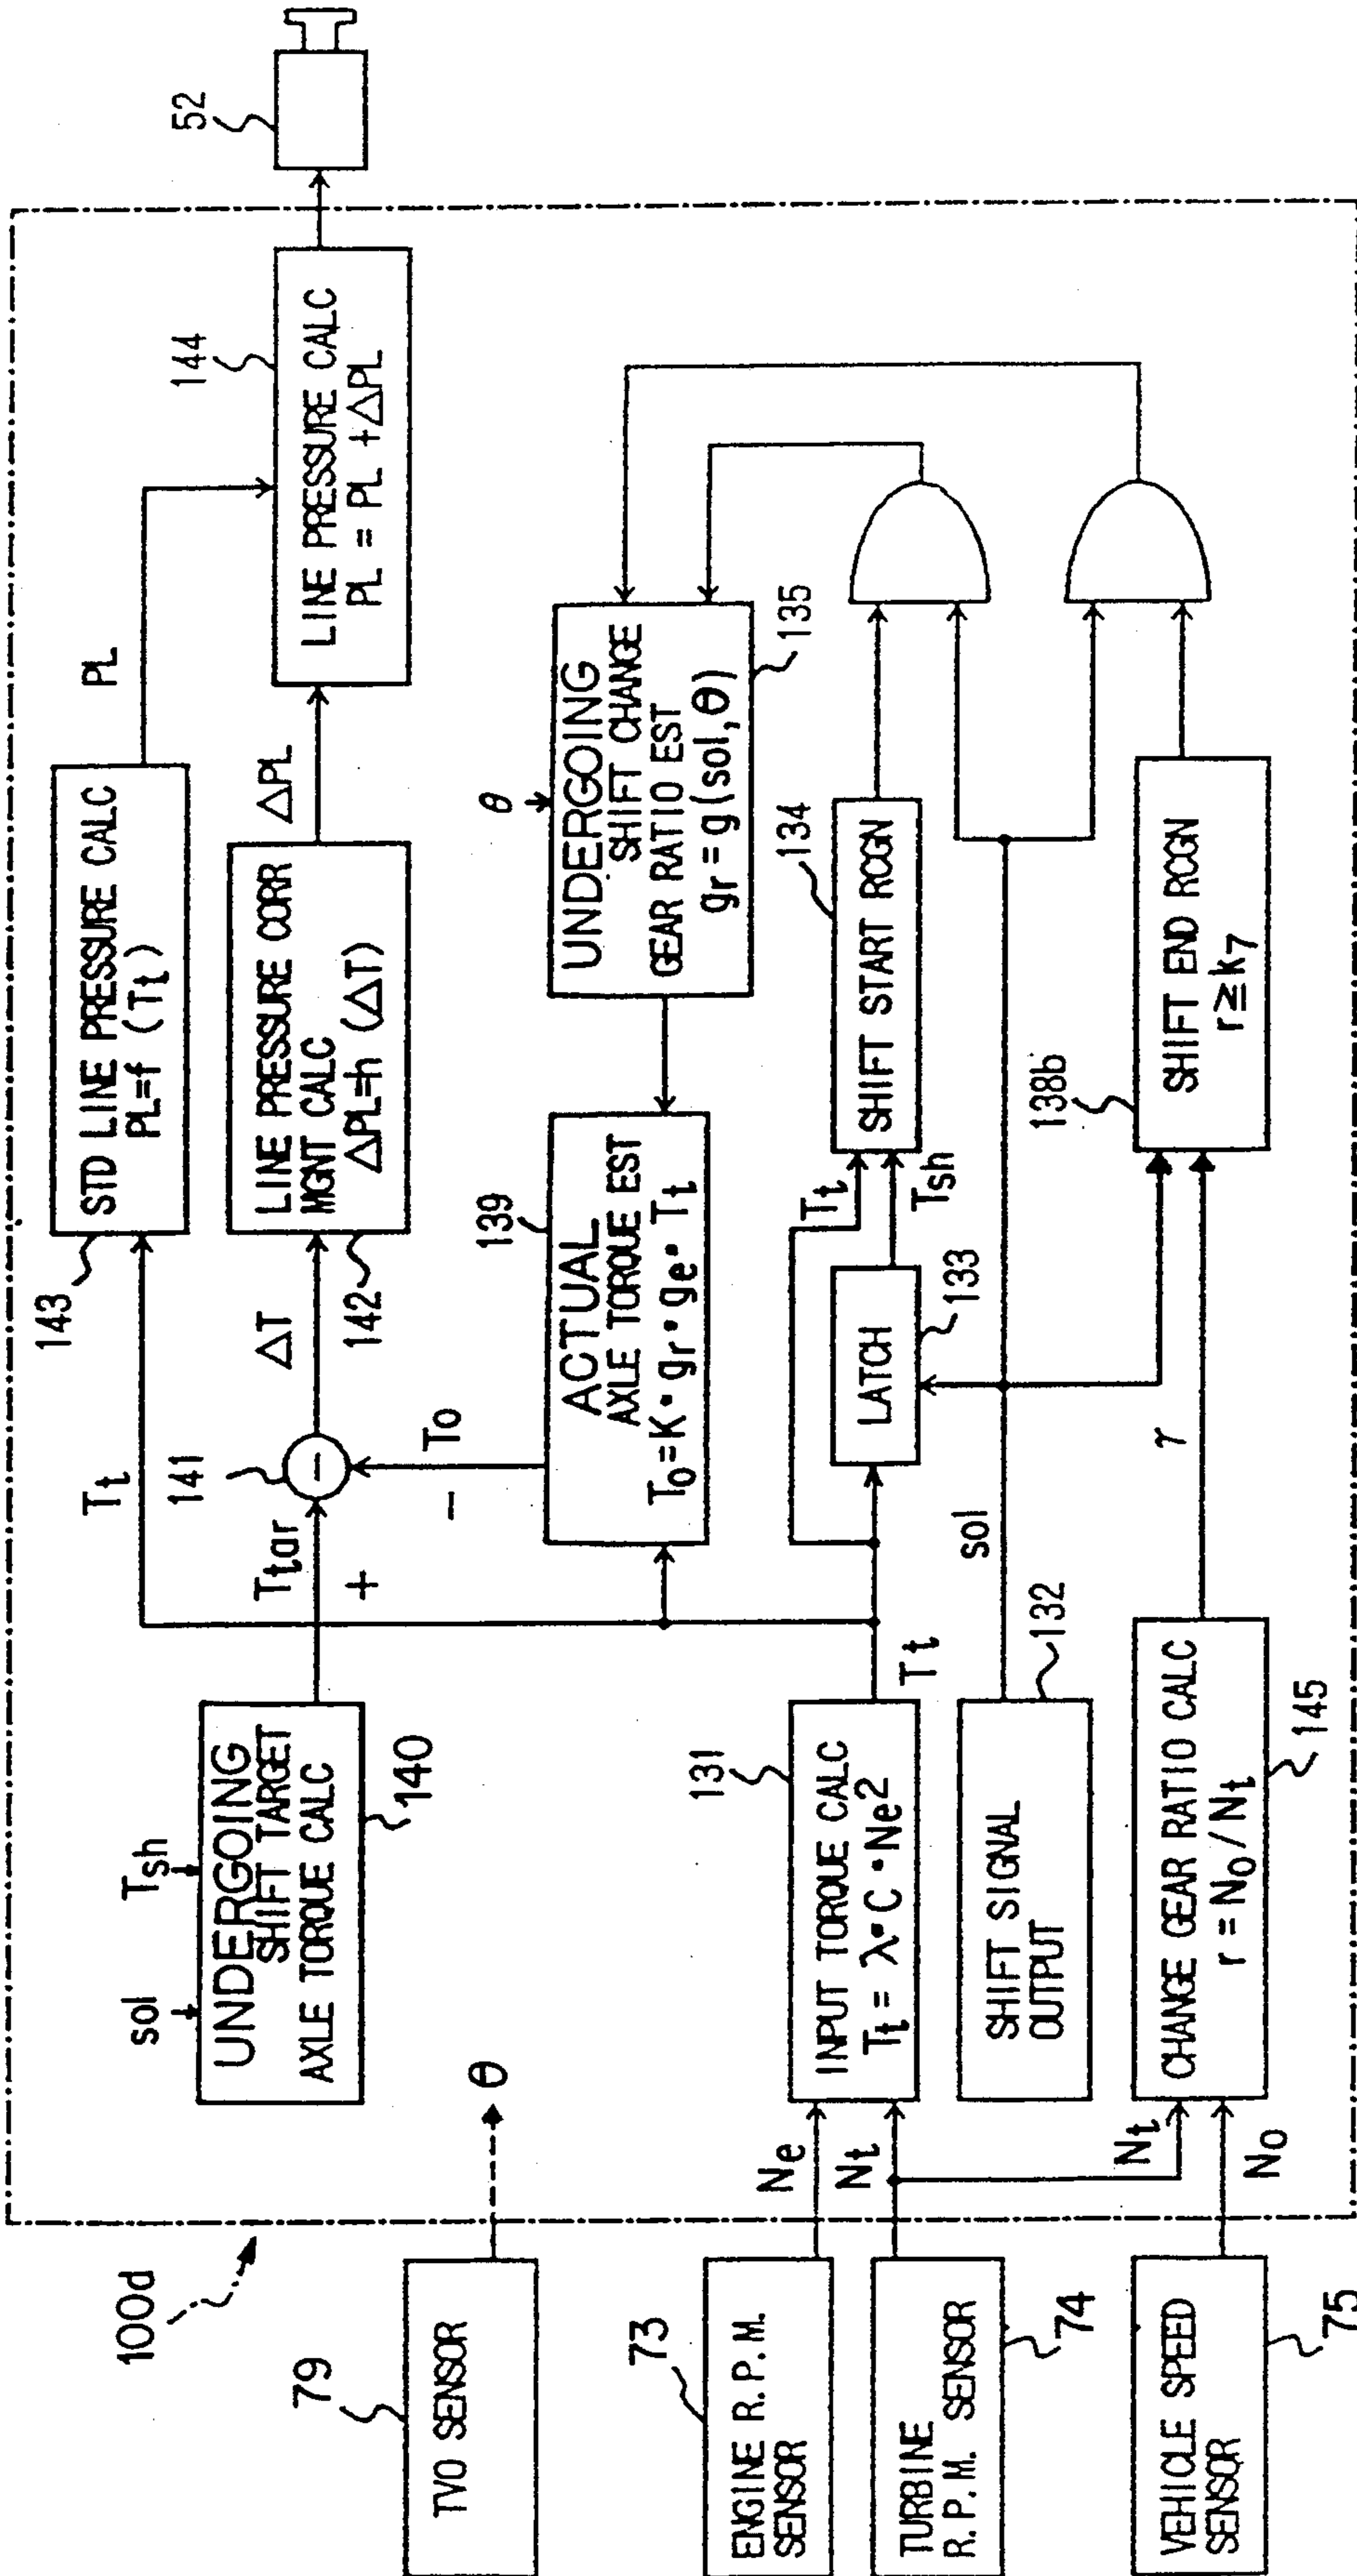 100d
79
TVO SENSOR
θ
73
ENGINE R. P. M.
SENSOR
TURBINE
R. P. M. SENSOR
74
VEHICLE SPEED
SENSOR
75
Ne
Nt
Nt
No
sol
Tsh
UNDERGOING
SHIFT TARGET
AXLE TORQUE CALC
140
131
INPUT TORQUE CALC
Tt = λ•C•Ne2
SHIFT SIGNAL
OUTPUT
132
CHANGE GEAR RATIO CALC
r = No/Nt
145
Tt
Ttar
+
141
−
−
To
Tt
ΔT
sol
r
143
STD LINE PRESSURE CALC
PL=f (Tt)
LINE PRESSURE CORR
MGNT CALC
ΔPL=h (ΔT)
142
139
ACTUAL
AXLE TORQUE EST
To=K•gr•ge•Tt
LATCH
133
Tt
Tsh
134
SHIFT START RCGN
138b
SHIFT END RCGN
r≧k7
θ
UNDERGOING
SHIFT CHANGE
GEAR RATIO EST
gr = g(sol,θ)
135
PL
ΔPL
144
LINE PRESSURE CALC
PL = PL +ΔPL
52